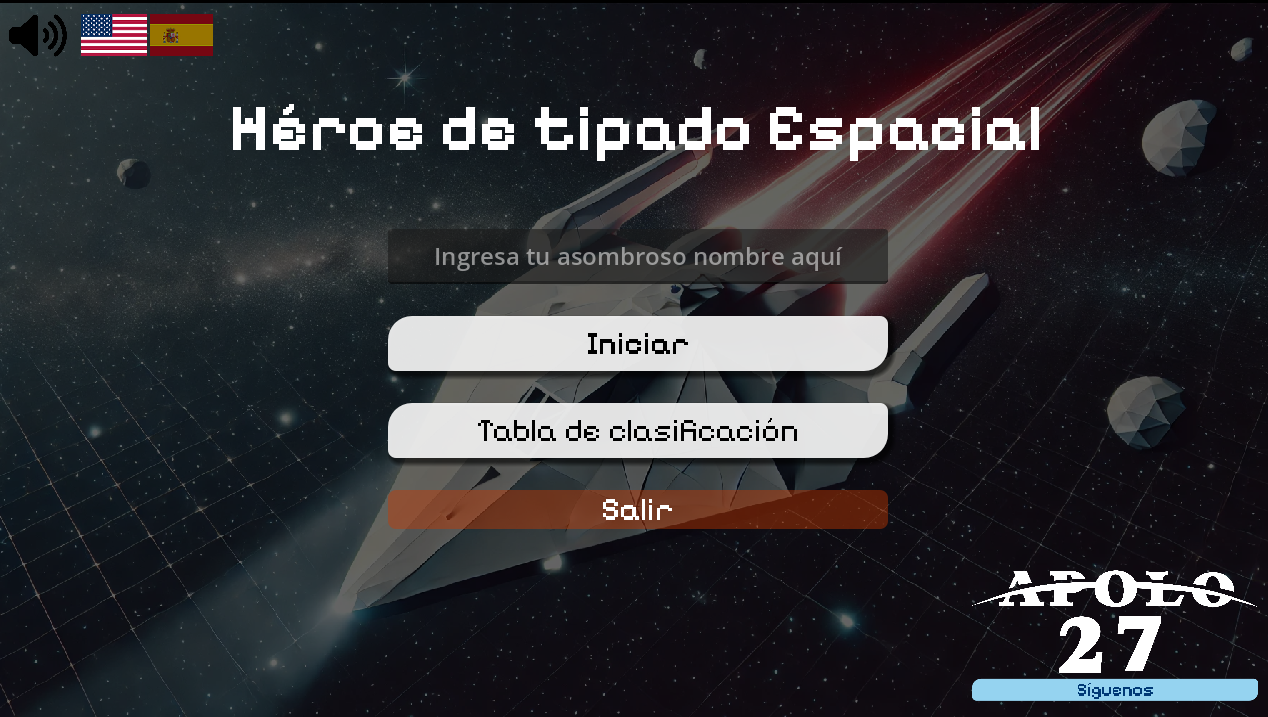 Héroe de tipado Espacial
Ingresa tu asombroso nombre aquí
Iniciar
Tabla de clasificación
Salir
APOLO
27
Síguenos